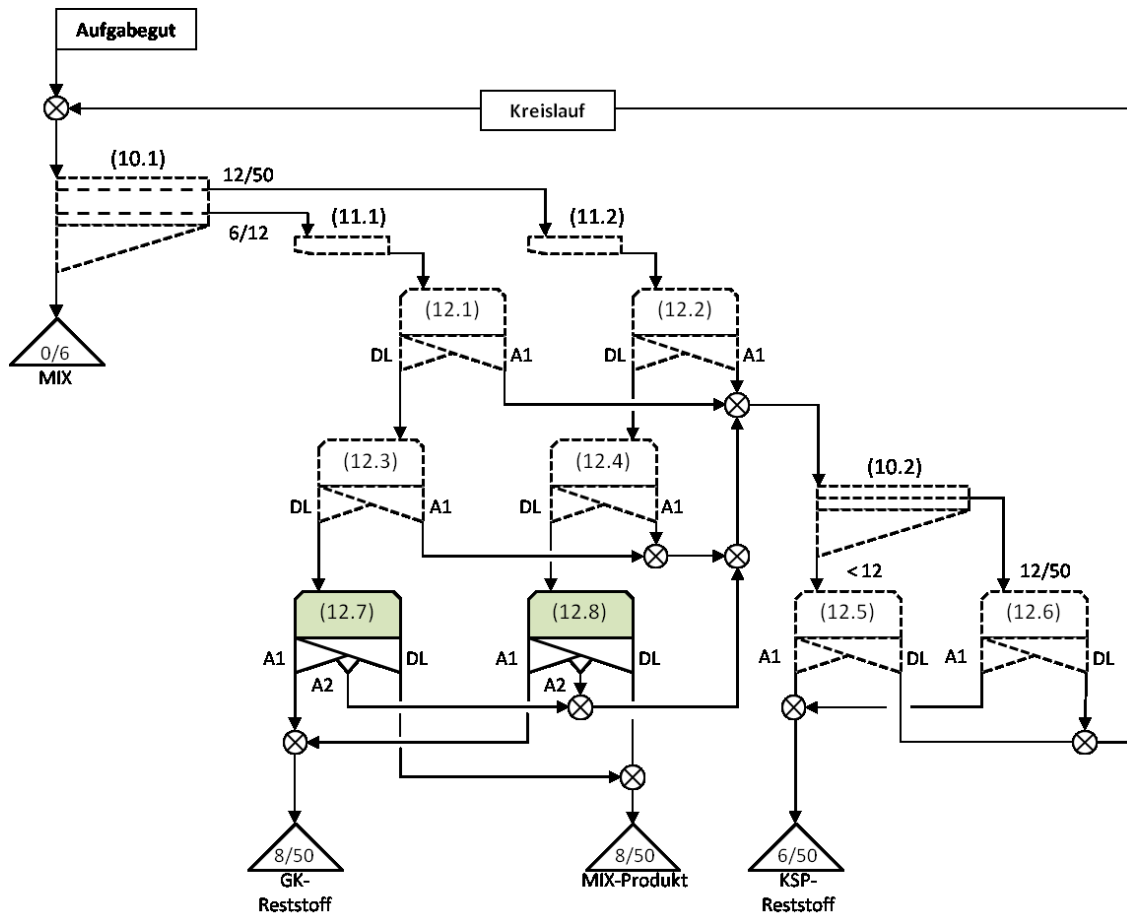 Aufgabegut
Kreislauf
(10.1)
12/50
6/12
(11.1)
(11.2)
(12.1)
(12.2)
DL
A1
DL
A1
0/6
MIX
(12.3)
(12.4)
DL
A1
DL
A1
(10.2)
< 12
12/50
(12.7)
(12.8)
(12.5)
(12.6)
A1
DL
A1
DL
A1
DL
A1
DL
A2
A2
8/50
GK-
Reststoff
8/50
MIX-Produkt
6/50
KSP-
Reststoff